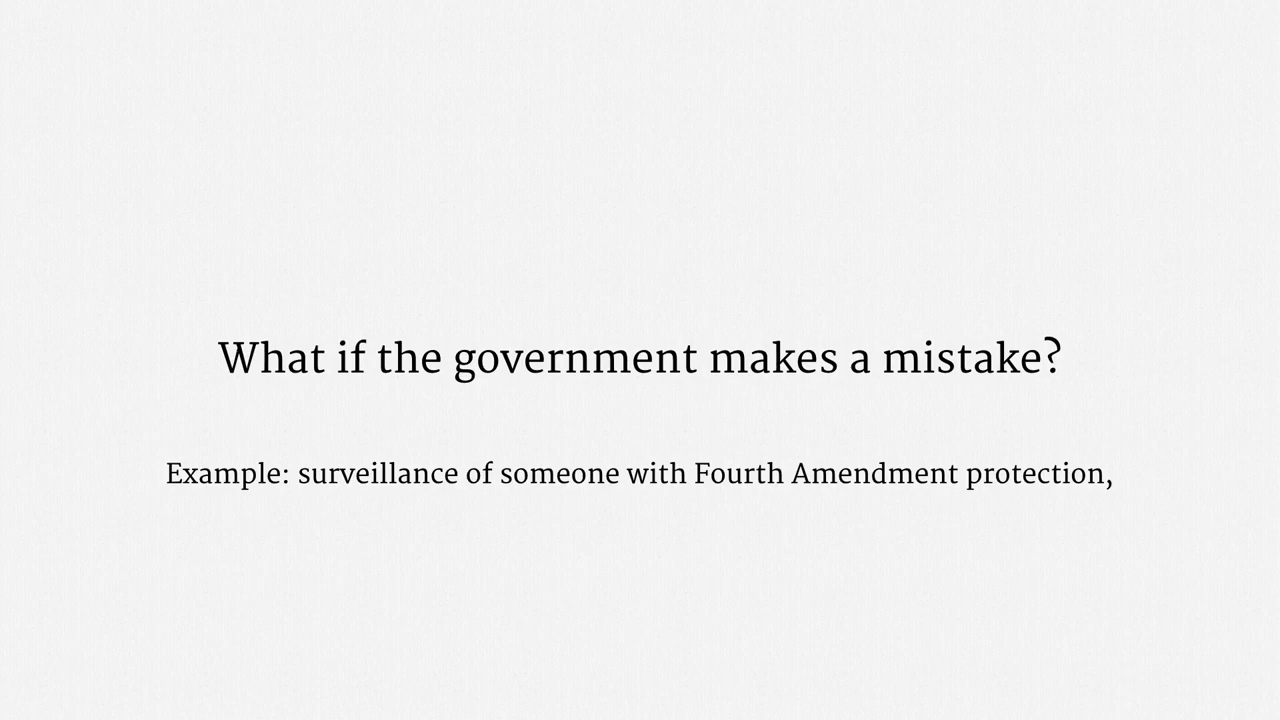 What if the government makes a mistake?
Example: surveillance of someone with Fourth Amendment protection,